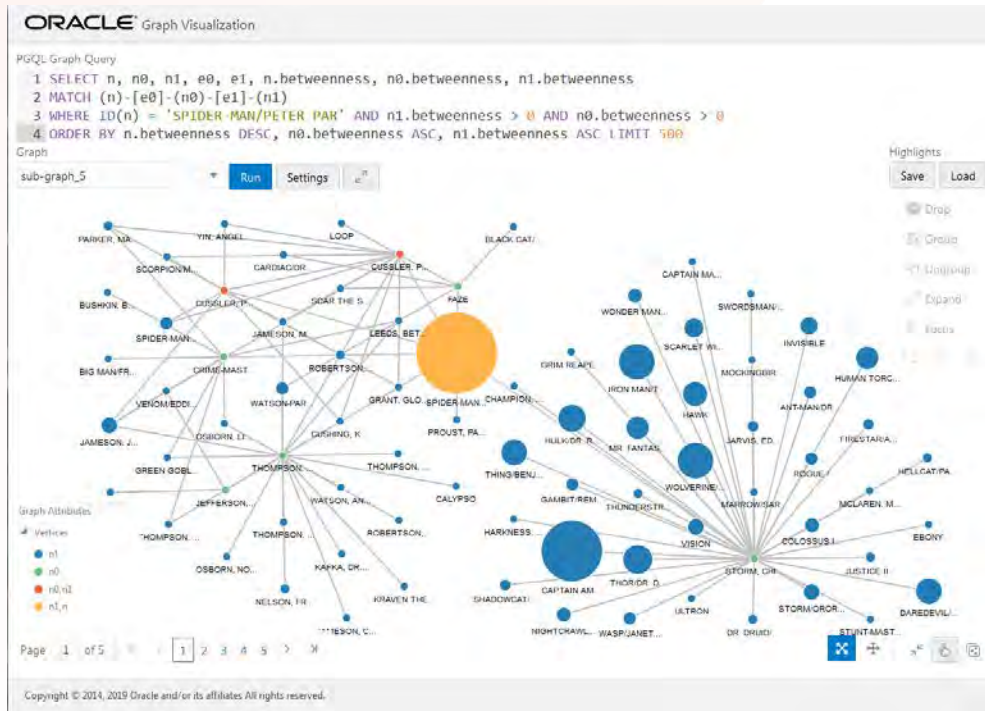 ORACLE Graph Visualization
PGQL Graph Query
1 SELECT n, n0, n1, e0, e1, n.betweenness, n0.betweenness, n1.betweenness
2 MATCH (n)-[e0]-(n0)-[e1]-(n1)
3 WHERE ID(n) = 'SPIDER-MAN/PETER PAR' AND n1.betweenness > 0 AND n0.betweenness > 0
4 ORDER BY n.betweenness DESC, n0.betweenness ASC, n1.betweenness ASC LIMIT 500
Graph
Highlights
sub-graph_5
Run
Settings
Save
Load
Drop
Group
Ungroup
Expand
Focus
PARKER, MA...
YIN, ANGEL
LOOP
BLACK CAT/
SCORPION/M...
CARDIAC/DR.
CUSSLER, P...
CAPTAIN MA...
BUSHKIN, B...
CUSSLER, P...
SCAR THE S...
FAZE
WONDER MAN...
SWORDSMAN/
SPIDER-MAN...
JAMESON, M...
LEEDS, BET...
SCARLET WI...
INVISIBLE
GRIM REAPE...
MOCKINGBIR
BIG MAN/FR...
CRIME-MAST...
ROBERTSON...
IRON MAN/T
HUMAN TORC...
VENOM/EDDI...
WATSON-PAR
GRANT, GLO...
SPIDER-MAN...
CHAMPION, ...
HAWK
ANT-MAN/DR
JAMESON, J...
OSBORN, LI...
CUSHING, K
PROUST, PA...
HULK/DR. R...
MR. FANTAS...
JARVIS, ED...
FIRESTAR/A...
GREEN GOBL...
THOMPSON, ...
THOMPSON, ...
THING/BENJ...
WOLVERINE/...
ROGUE /
HELLCAT/PA...
JEFFERSON, ...
WATSON, AN...
CALYPSO
GAMBIT/REM...
THUNDERSTR...
MARROW/SAR
MCLAREN, M...
Graph Attributes
Vertices
THOMPSON, ...
THOMPSON, ...
ROBERTSON...
HARKNESS, ...
VISION
COLOSSUS I
EBONY
n1
n0
n0,n1
n1,n
OSBORN, NO...
KAFKA, DR....
CAPTAIN AM...
THOR/DR. D...
STORM, CHI
JUSTICE II
NELSON, FR
KRAVEN THE...
SHADOWCAT/
ULTRON
STORM/OROR...
DAREDEVIL/...
NIGHTCRAWL...
WASP/JANET...
DR. DRUID/
STUNT-MAST...
Page 1 of 5
1 2 3 4 5
Copyright © 2014, 2019 Oracle and/or its affiliates All rights reserved.